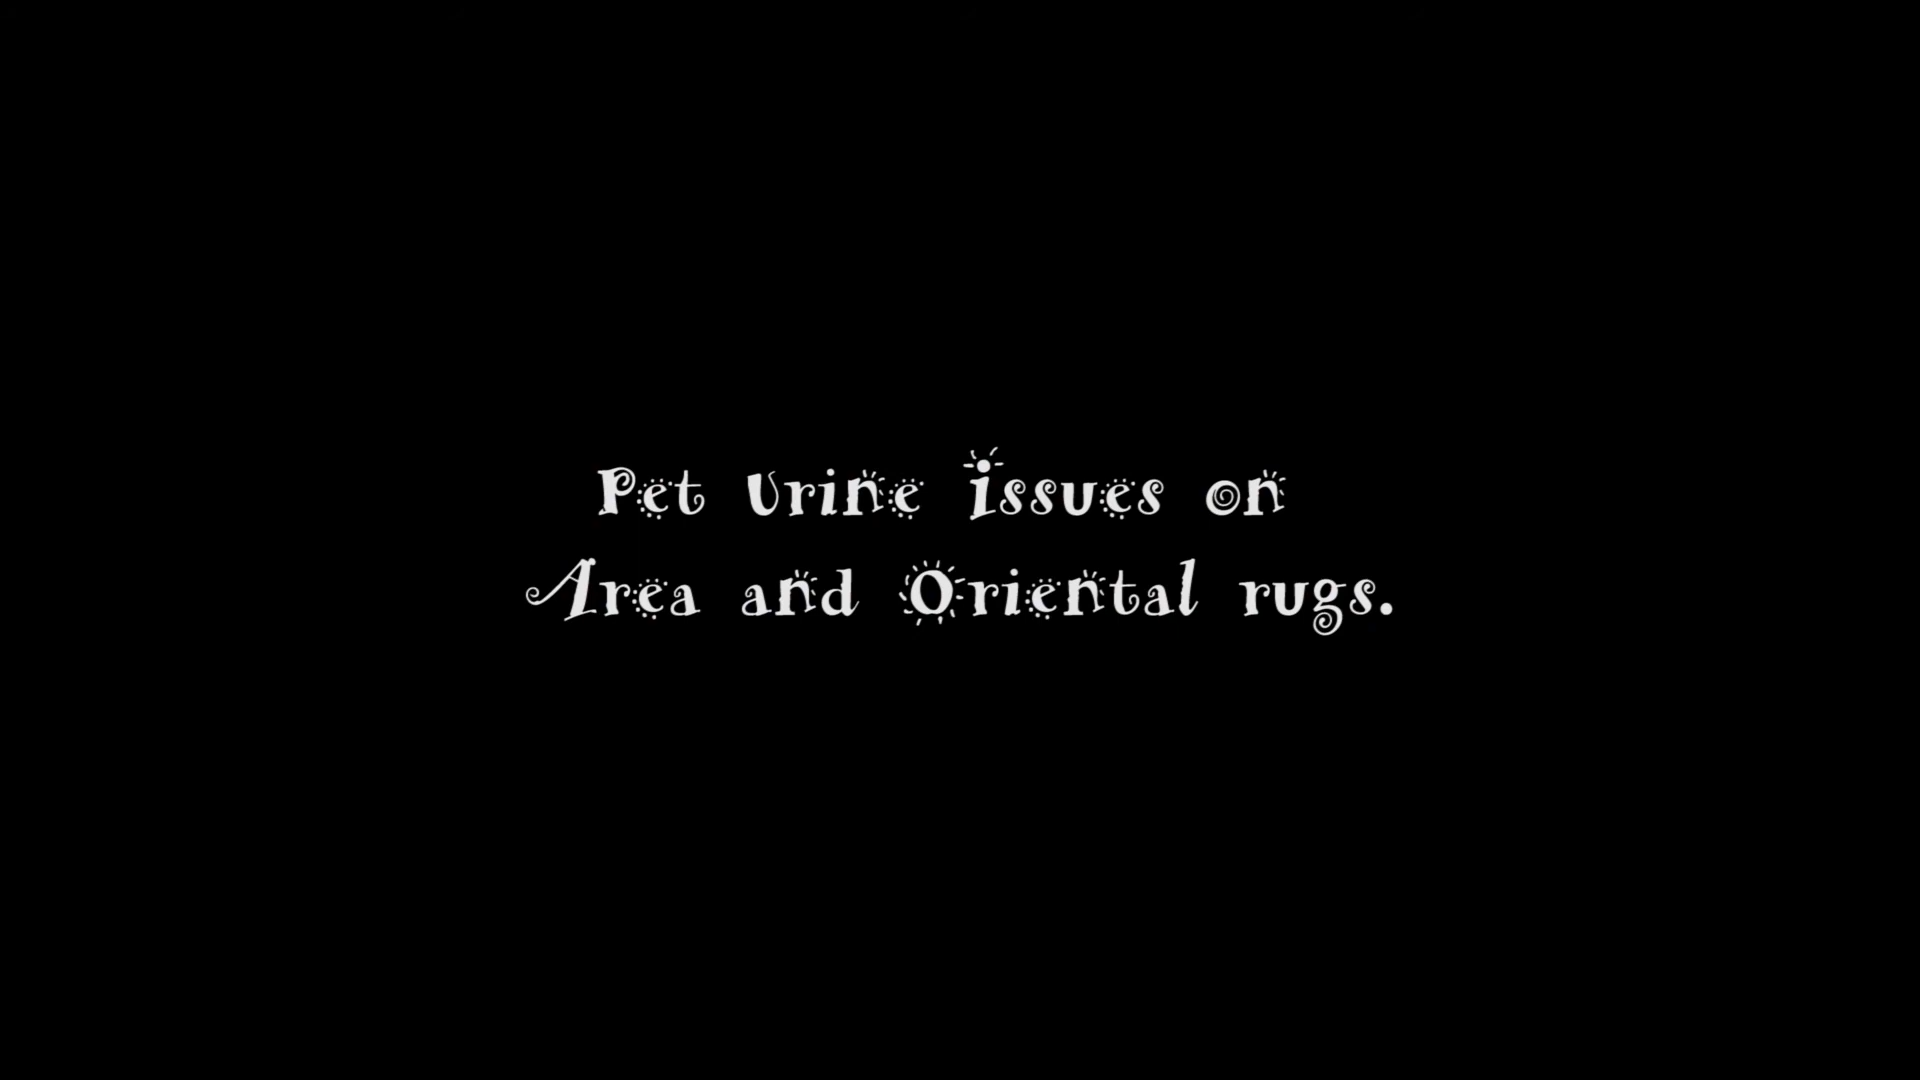 Pet Urine Issues on
Area and Oriental rugs.